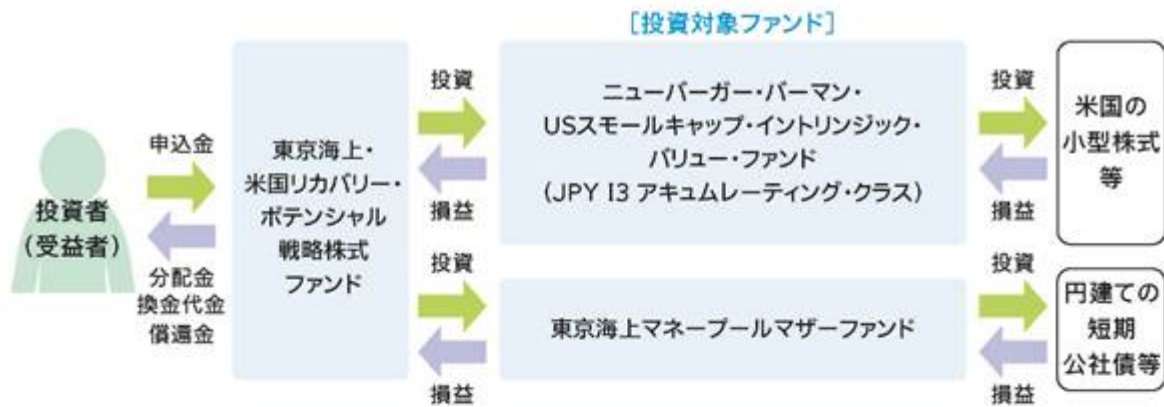 [投資対象ファンド]
投資者
(受益者)
申込金
分配金
換金代金
償還金
東京海上・
米国リカバリー・
ポテンシャル
戦略株式
ファンド
投資
損益
ニューバーガー・バーマン・
USスモールキャップ・イントリンジック・
バリュー・ファンド
(JPY I3 アキュムレーティング・クラス)
投資
損益
米国の
小型株式
等
投資
損益
東京海上マネープールマザーファンド
投資
損益
円建ての
短期
公社債等